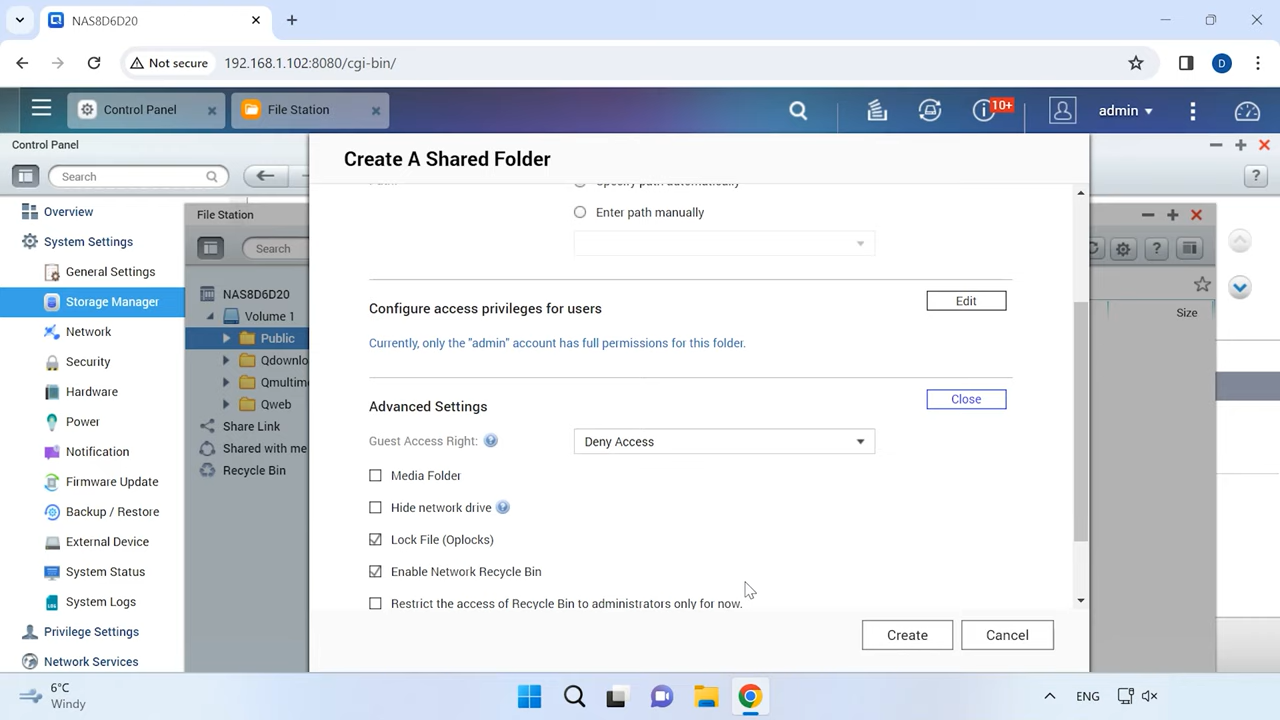 NAS8D6D20
Not secure
192.168.1.102:8080/cgi-bin/
D
Control Panel
File Station
10+
admin
Control Panel
Search
?
Overview
System Settings
General Settings
Storage Manager
Network
Security
Hardware
Power
Notification
Firmware Update
Backup / Restore
External Device
System Status
System Logs
Privilege Settings
Network Services
File Station
Search
NAS8D6D20
Volume 1
Public
Qdownlo
Qmultime
Qweb
Share Link
Shared with me
Recycle Bin
?
Size
Create A Shared Folder
Specify path automatically
Enter path manually
Configure access privileges for users
Edit
Currently, only the "admin" account has full permissions for this folder.
Advanced Settings
Close
Guest Access Right:
Deny Access
Media Folder
Hide network drive
Lock File (Oplocks)
Enable Network Recycle Bin
Restrict the access of Recycle Bin to administrators only for now.
Create
Cancel
6°C
Windy
ENG